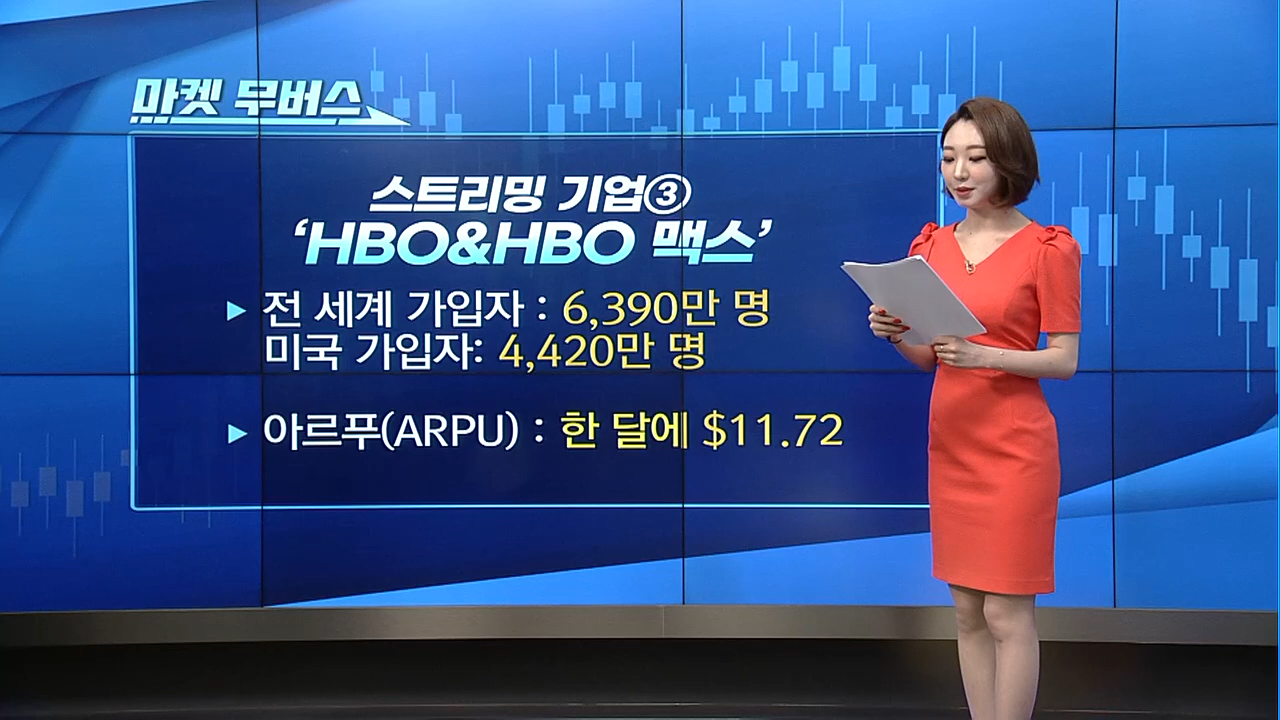 마켓 무버스
스트리밍 기업③
‘HBO&HBO 맥스’
▶ 전 세계 가입자 : 6,390만 명
미국 가입자: 4,420만 명
▶ 아르푸(ARPU) : 한 달에 $11.72